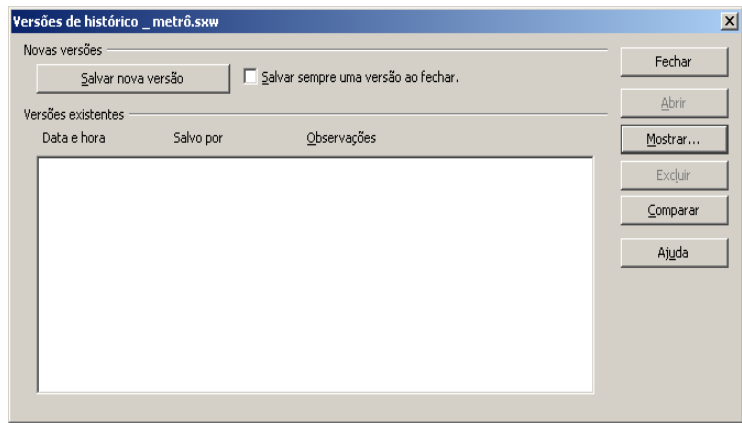 Versões de histórico _ metrô.sxw
Novas versões
Salvar nova versão
Salvar sempre uma versão ao fechar.
Versões existentes
Data e hora Salvo por Observações
Fechar
Abrir
Mostrar...
Excluir
Comparar
Ajuda